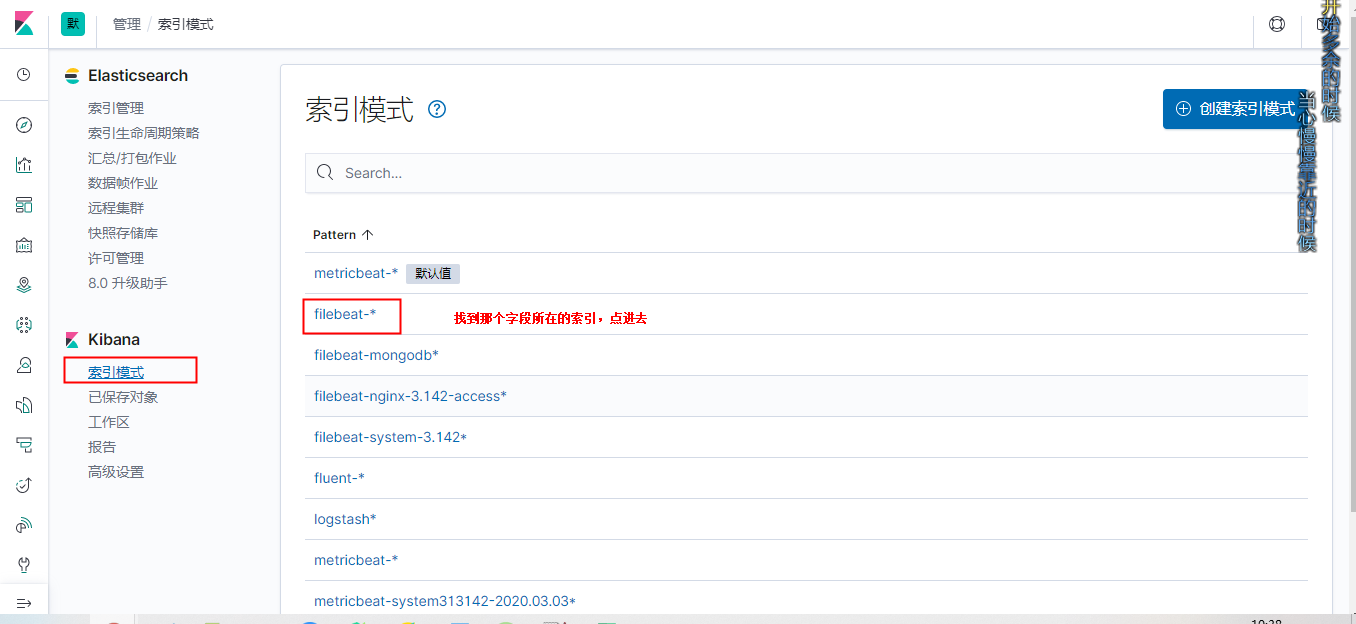 默 管理 / 索引模式
Elasticsearch
索引管理
索引生命周期策略
汇总/打包作业
数据帧作业
远程集群
快照存储库
许可管理
8.0 升级助手
Kibana
索引模式
已保存对象
工作区
报告
高级设置
索引模式
创建索引模式
Search...
Pattern
metricbeat-* 默认值
filebeat-* 找到那个字段所在的索引，点进去
filebeat-mongodb*
filebeat-nginx-3.142-access*
filebeat-system-3.142*
fluent-*
logstash*
metricbeat-*
metricbeat-system313142-2020.03.03*
开始多余的时候
当心慢慢靠近的时候